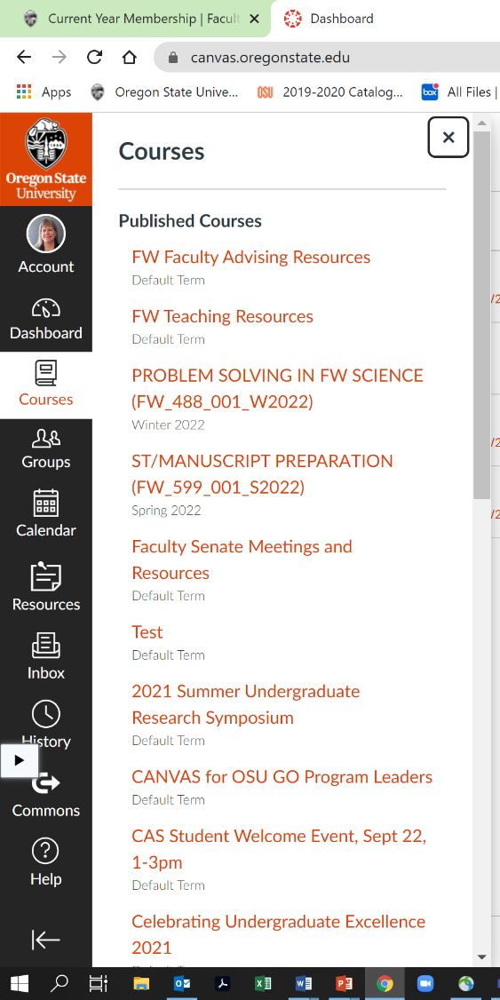 Current Year Membership | Facult
Dashboard
canvas.oregonstate.edu
Apps
Oregon State Unive...
OSU
2019-2020 Catalog...
box
All Files |
Oregon State
University
Account
Dashboard
Courses
Groups
Calendar
Resources
Inbox
History
Commons
Help
Courses
Published Courses
FW Faculty Advising Resources
Default Term
FW Teaching Resources
Default Term
PROBLEM SOLVING IN FW SCIENCE
(FW_488_001_W2022)
Winter 2022
ST/MANUSCRIPT PREPARATION
(FW_599_001_S2022)
Spring 2022
Faculty Senate Meetings and
Resources
Default Term
Test
Default Term
2021 Summer Undergraduate
Research Symposium
Default Term
CANVAS for OSU GO Program Leaders
Default Term
CAS Student Welcome Event, Sept 22,
1-3pm
Default Term
Celebrating Undergraduate Excellence
2021